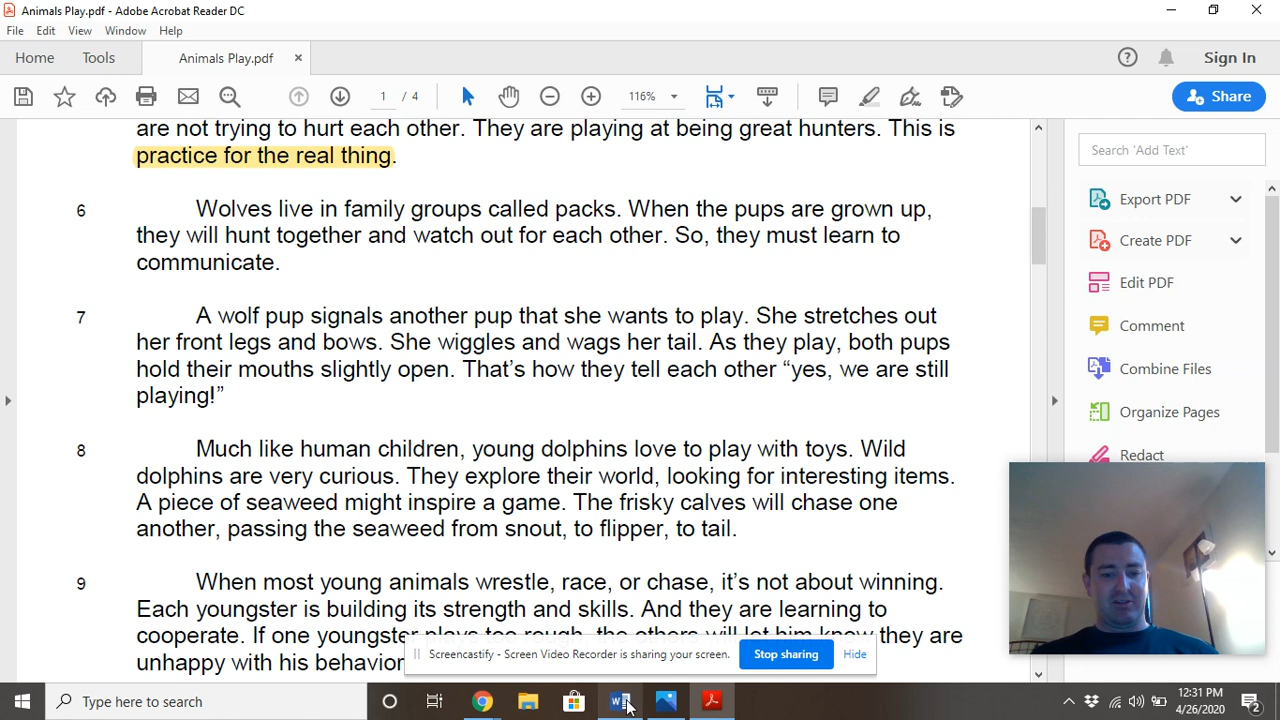 Animals Play.pdf - Adobe Acrobat Reader DC
File Edit View Window Help
Home Tools Animals Play.pdf × Sign In
1 / 4 116% Share
are not trying to hurt each other. They are playing at being great hunters. This is
practice for the real thing.
6 Wolves live in family groups called packs. When the pups are grown up,
they will hunt together and watch out for each other. So, they must learn to
communicate.
7 A wolf pup signals another pup that she wants to play. She stretches out
her front legs and bows. She wiggles and wags her tail. As they play, both pups
hold their mouths slightly open. That’s how they tell each other “yes, we are still
playing!”
8 Much like human children, young dolphins love to play with toys. Wild
dolphins are very curious. They explore their world, looking for interesting items.
A piece of seaweed might inspire a game. The frisky calves will chase one
another, passing the seaweed from snout, to flipper, to tail.
9 When most young animals wrestle, race, or chase, it’s not about winning.
Each youngster is building its strength and skills. And they are learning to
cooperate. If one youngster plays too rough, the others will let him know they are
unhappy with his behavior
Search 'Add Text'
Export PDF
Create PDF
Edit PDF
Comment
Combine Files
Organize Pages
Redact
Screencastify - Screen Video Recorder is sharing your screen. Stop sharing Hide
Type here to search
12:31 PM
4/26/2020
2